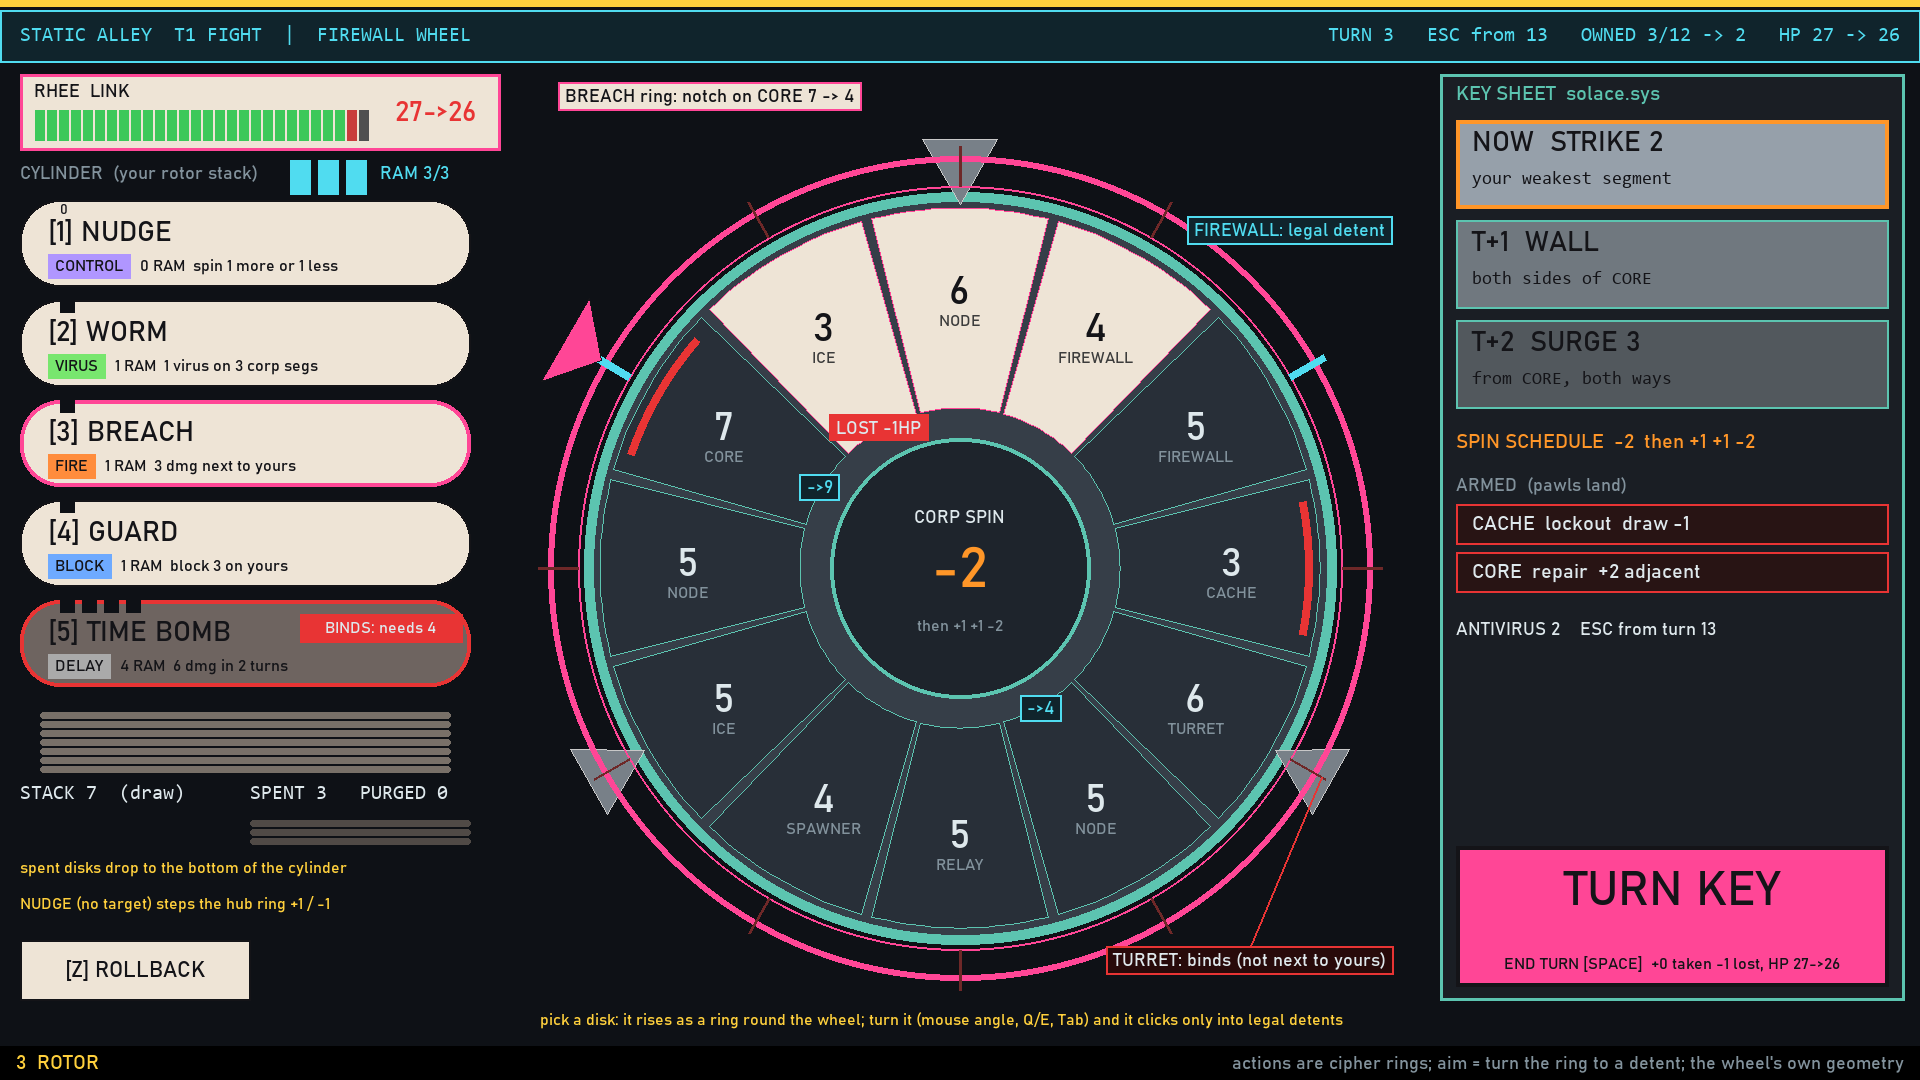 STATIC ALLEY  T1 FIGHT  |  FIREWALL WHEEL
TURN 3   ESC from 13   OWNED 3/12 -> 2   HP 27 -> 26
RHEE LINK
27->26
CYLINDER (your rotor stack)
RAM 3/3
0
[1] NUDGE
CONTROL  0 RAM  spin 1 more or 1 less
[2] WORM
VIRUS  1 RAM  1 virus on 3 corp segs
[3] BREACH
FIRE  1 RAM  3 dmg next to yours
[4] GUARD
BLOCK  1 RAM  block 3 on yours
[5] TIME BOMB
BINDS: needs 4
DELAY  4 RAM  6 dmg in 2 turns
STACK 7  (draw)
SPENT 3
PURGED 0
spent disks drop to the bottom of the cylinder
NUDGE (no target) steps the hub ring +1 / -1
[Z] ROLLBACK
BREACH ring: notch on CORE 7 -> 4
FIREWALL: legal detent
6
NODE
3
ICE
4
FIREWALL
7
CORE
5
FIREWALL
LOST -1HP
->9
5
NODE
3
CACHE
CORP SPIN
-2
then +1 +1 -2
5
ICE
6
TURRET
->4
4
SPAWNER
5
NODE
5
RELAY
TURRET: binds (not next to yours)
pick a disk: it rises as a ring round the wheel; turn it (mouse angle, Q/E, Tab) and it clicks only into legal detents
KEY SHEET  solace.sys
NOW  STRIKE 2
your weakest segment
T+1  WALL
both sides of CORE
T+2  SURGE 3
from CORE, both ways
SPIN SCHEDULE  -2  then +1 +1 -2
ARMED  (pawls land)
CACHE  lockout  draw -1
CORE  repair  +2 adjacent
ANTIVIRUS 2    ESC from turn 13
TURN KEY
END TURN [SPACE]  +0 taken -1 lost, HP 27->26
3  ROTOR
actions are cipher rings; aim = turn the ring to a detent; the wheel's own geometry